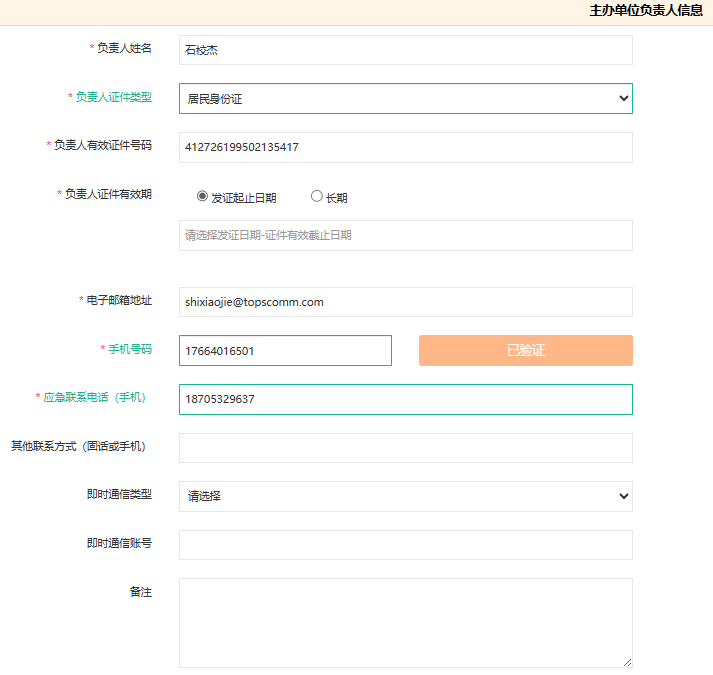 主办单位负责人信息
* 负责人姓名 石校杰
* 负责人证件类型 居民身份证
* 负责人有效证件号码 412726199502135417
* 负责人证件有效期 发证起止日期 长期
请选择发证日期-证件有效截止日期
* 电子邮箱地址 shixiaojie@topscomm.com
* 手机号码 17664016501 已验证
* 应急联系电话（手机） 18705329637
其他联系方式（固话或手机）
即时通信类型 请选择
即时通信账号
备注